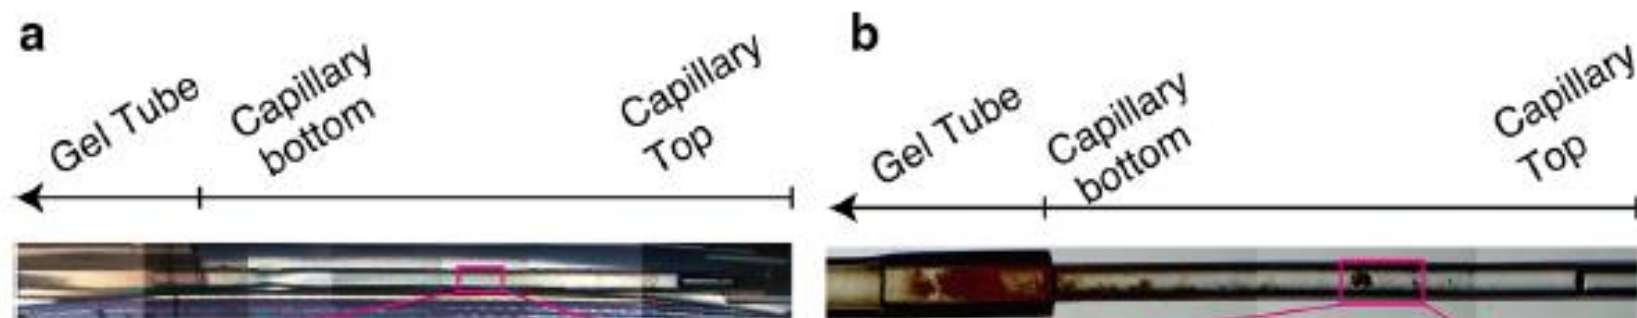 a
Gel Tube
Capillary
bottom
Capillary
Top
b
Gel Tube
Capillary
bottom
Capillary
Top